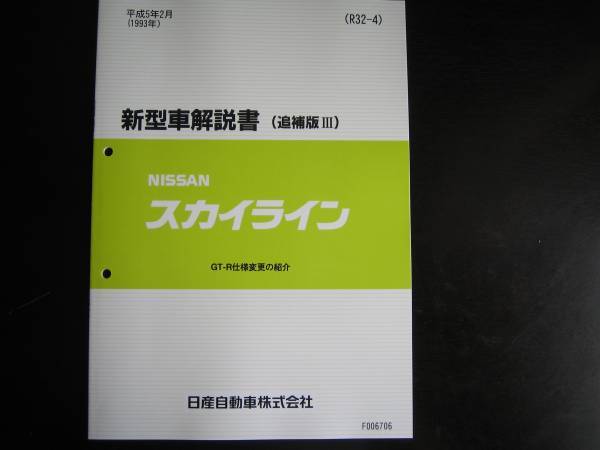 平成5年2月
(1993年)
(R32-4)
新型車解説書(追補版Ⅲ)
NISSAN
スカイライン
GT-R仕様変更の紹介
日産自動車株式会社
F006706